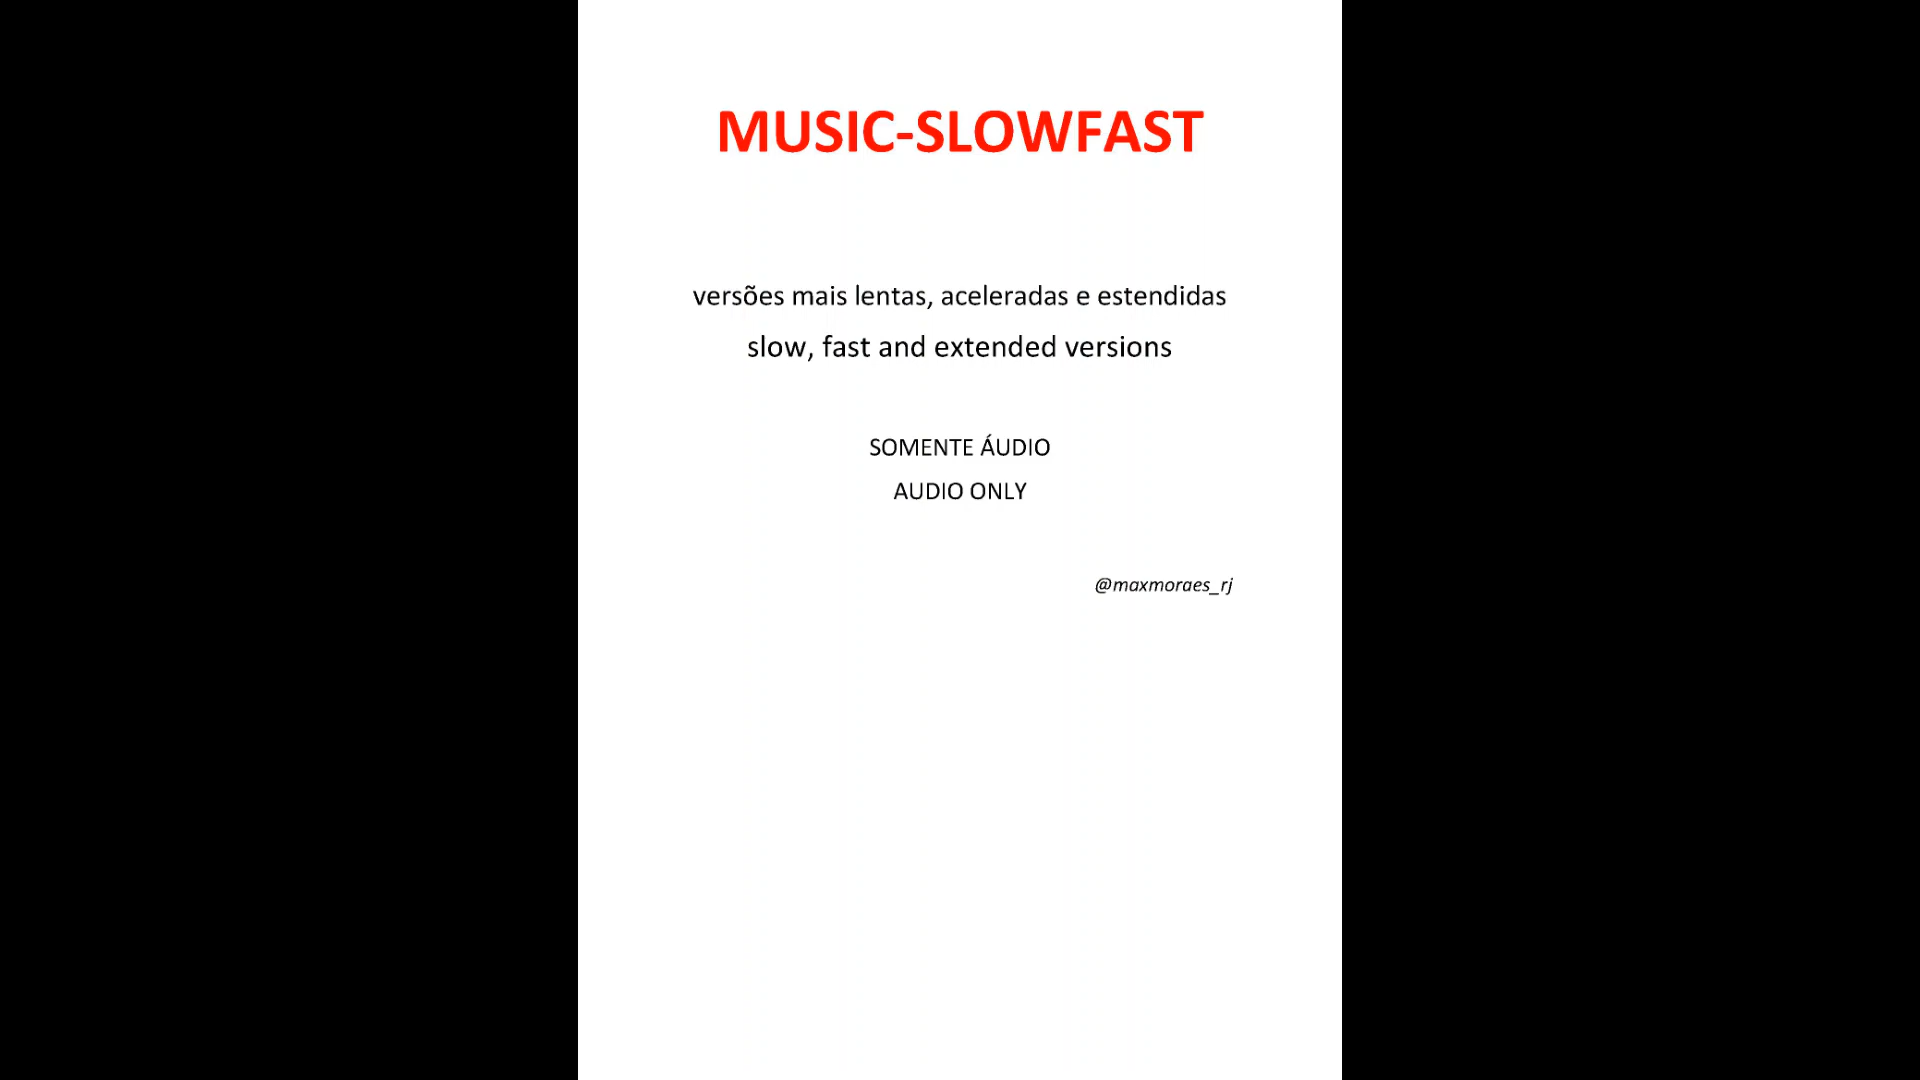 MUSIC-SLOWFAST
versões mais lentas, aceleradas e estendidas
slow, fast and extended versions
SOMENTE ÁUDIO
AUDIO ONLY
@maxmoraes_rj